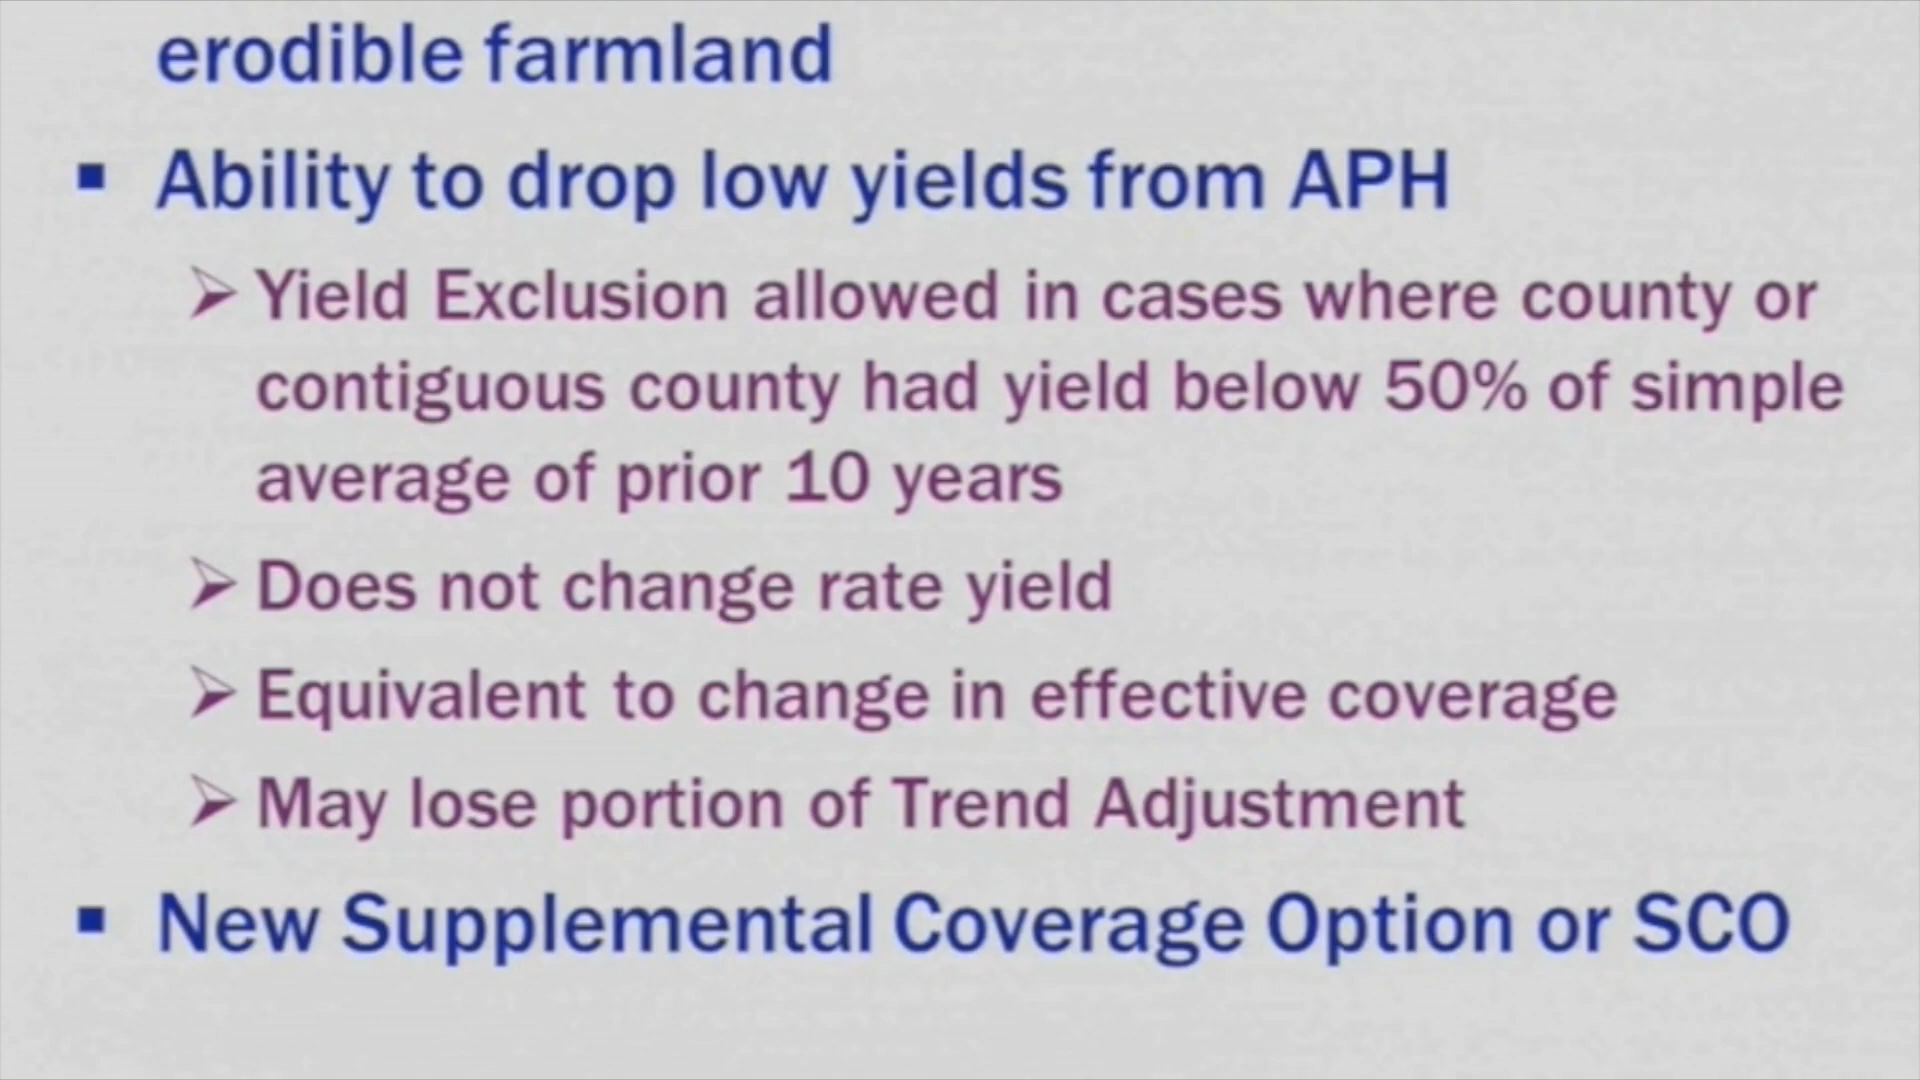 erodible farmland
▪ Ability to drop low yields from APH
➢ Yield Exclusion allowed in cases where county or
contiguous county had yield below 50% of simple
average of prior 10 years
➢ Does not change rate yield
➢ Equivalent to change in effective coverage
➢ May lose portion of Trend Adjustment
▪ New Supplemental Coverage Option or SCO